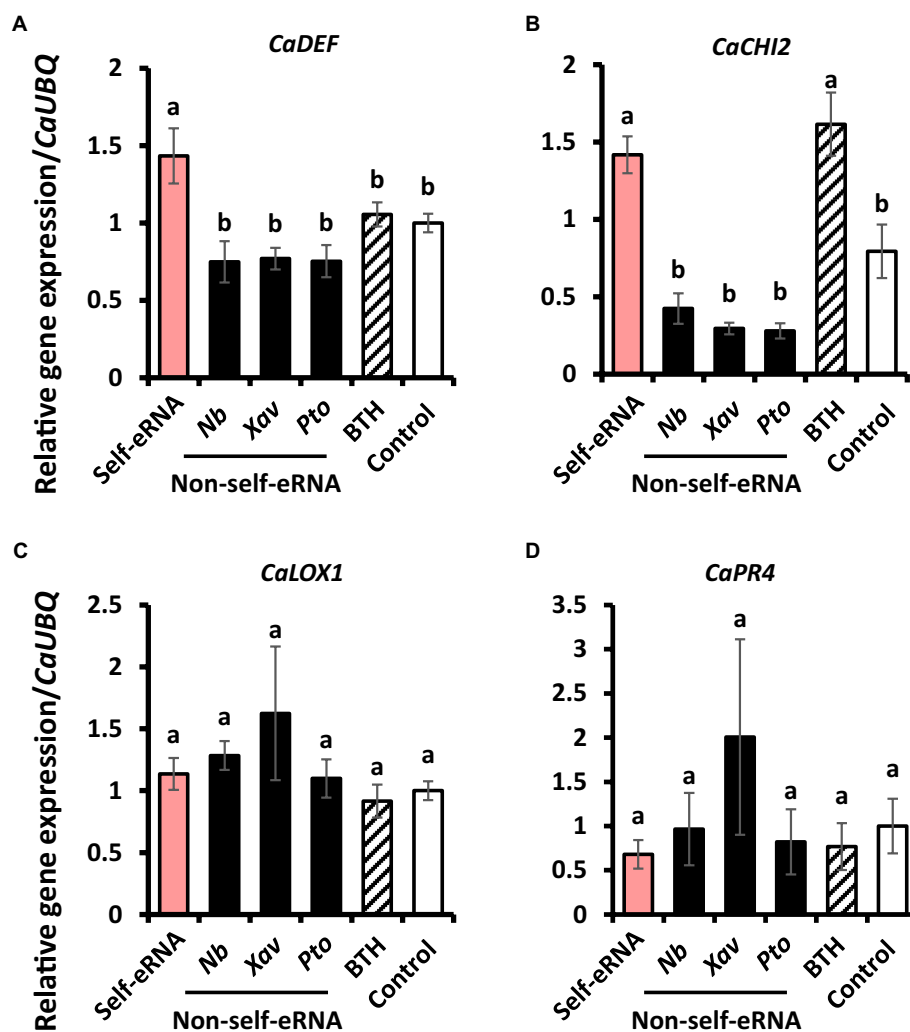 A
CaDEF
Relative gene expression/CaUBQ
2
1.5
1
0.5
0
a
b
b
b
b
b
Self-eRNA
Nb
Xav
Pto
BTH
Control
Non-self-eRNA
B
CaCHI2
2
1.5
1
0.5
0
a
b
b
b
a
b
Self-eRNA
Nb
Xav
Pto
BTH
Control
Non-self-eRNA
C
CaLOX1
Relative gene expression/CaUBQ
2.5
2
1.5
1
0.5
0
a
a
a
a
a
a
Self-eRNA
Nb
Xav
Pto
BTH
Control
Non-self-eRNA
D
CaPR4
3.5
3
2.5
2
1.5
1
0.5
0
a
a
a
a
a
a
Self-eRNA
Nb
Xav
Pto
BTH
Control
Non-self-eRNA